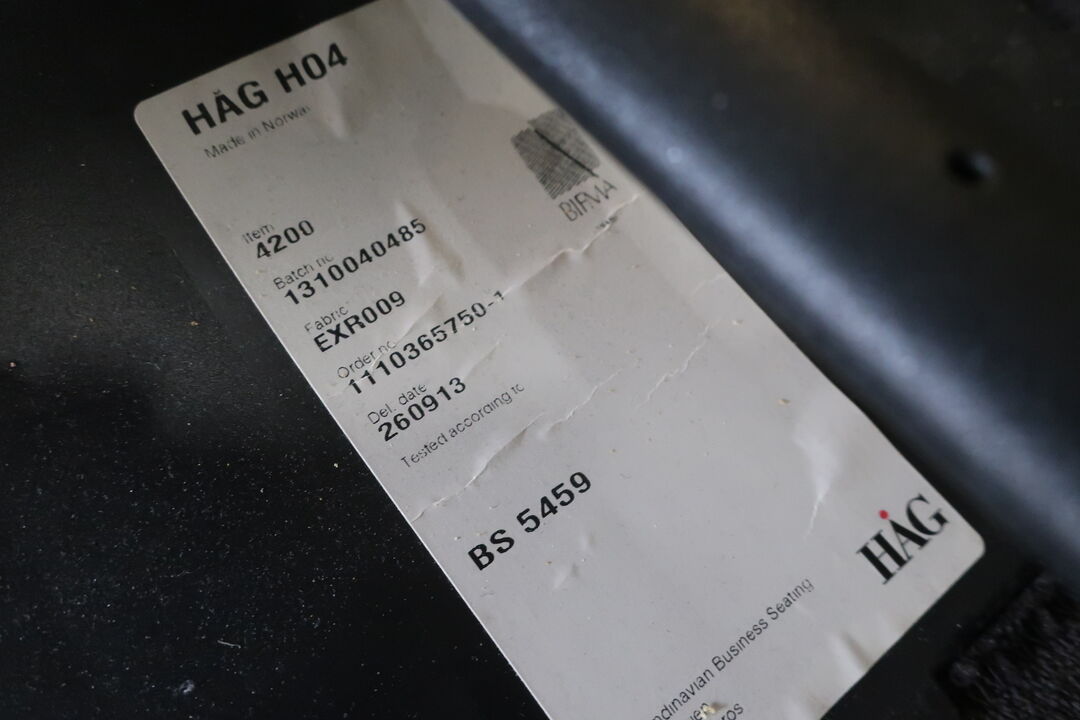 HÅG H04
Made in Norway
BIFMA
Item
4200
Batch no
1310040485
Fabric
EXR009
Order no
1110365750-1
Del. date
260913
Tested according to
BS 5459
HÅG
Business Seating